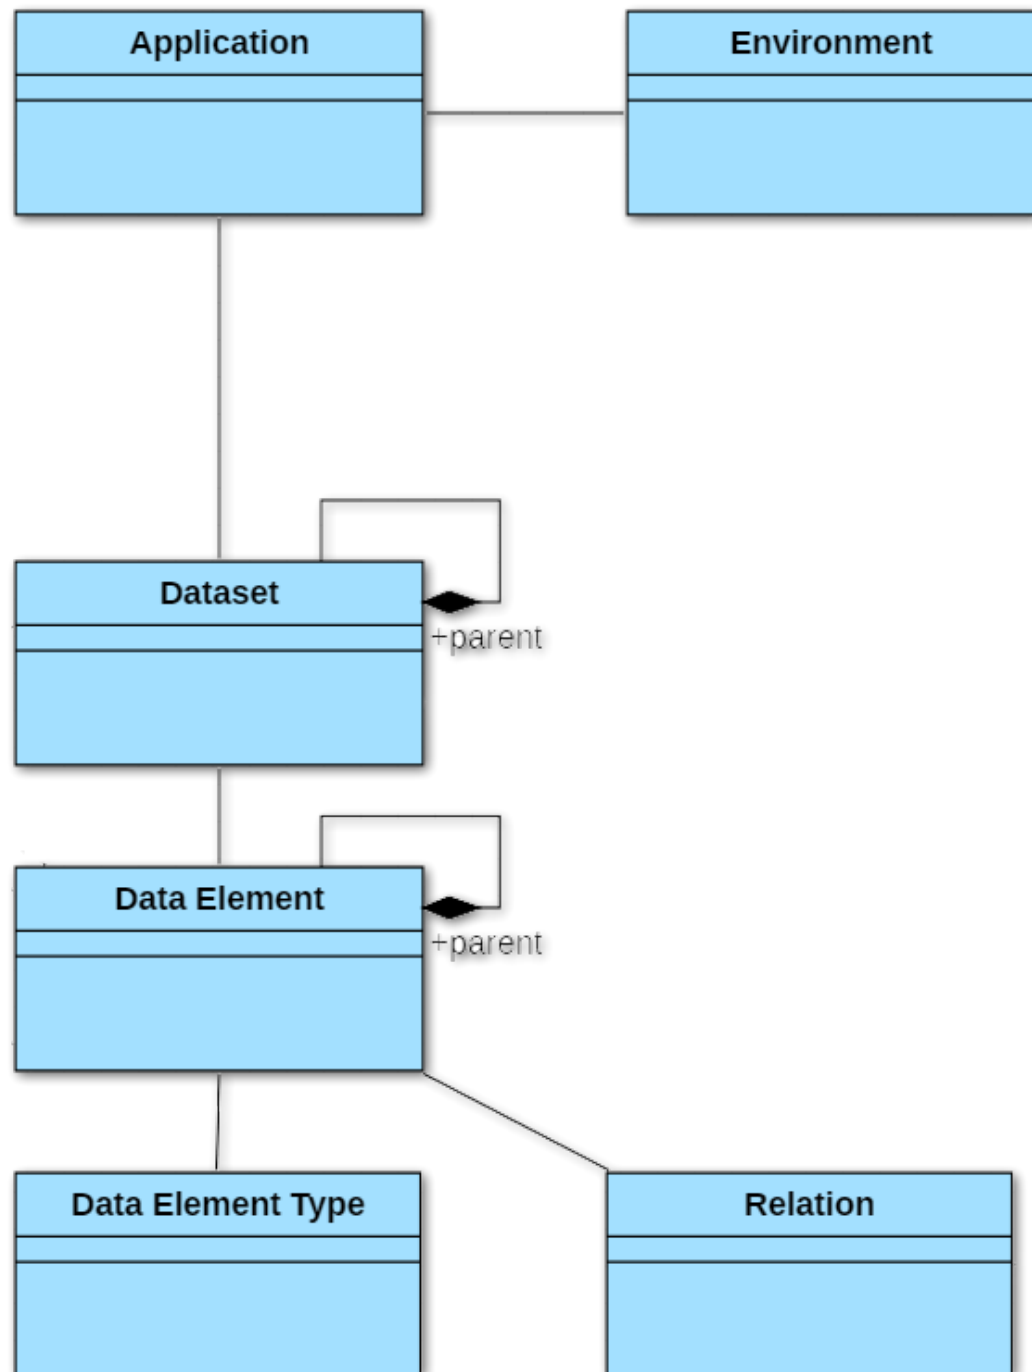 Application
Environment
Dataset
+parent
Data Element
+parent
Data Element Type
Relation